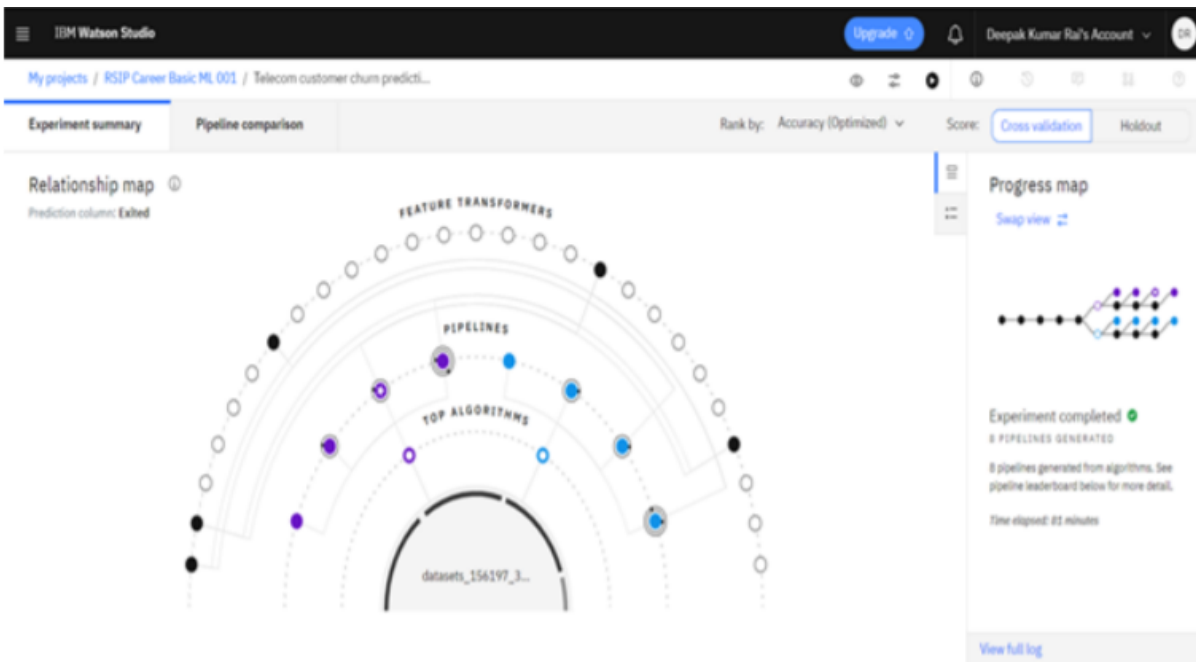 IBM Watson Studio
Upgrade
Deepak Kumar Rai's Account
DR
My projects / RSIP Career Basic ML 001 / Telecom customer churn predicti...
Experiment summary
Pipeline comparison
Rank by: Accuracy (Optimized)
Score: Cross validation Holdout
Relationship map
Prediction column: Exited
FEATURE TRANSFORMERS
PIPELINES
TOP ALGORITHMS
datasets_156197_3...
Progress map
Swap view
Experiment completed
8 PIPELINES GENERATED
8 pipelines generated from algorithms. See
pipeline leaderboard below for more detail.
Time elapsed: 01 minutes
View full log